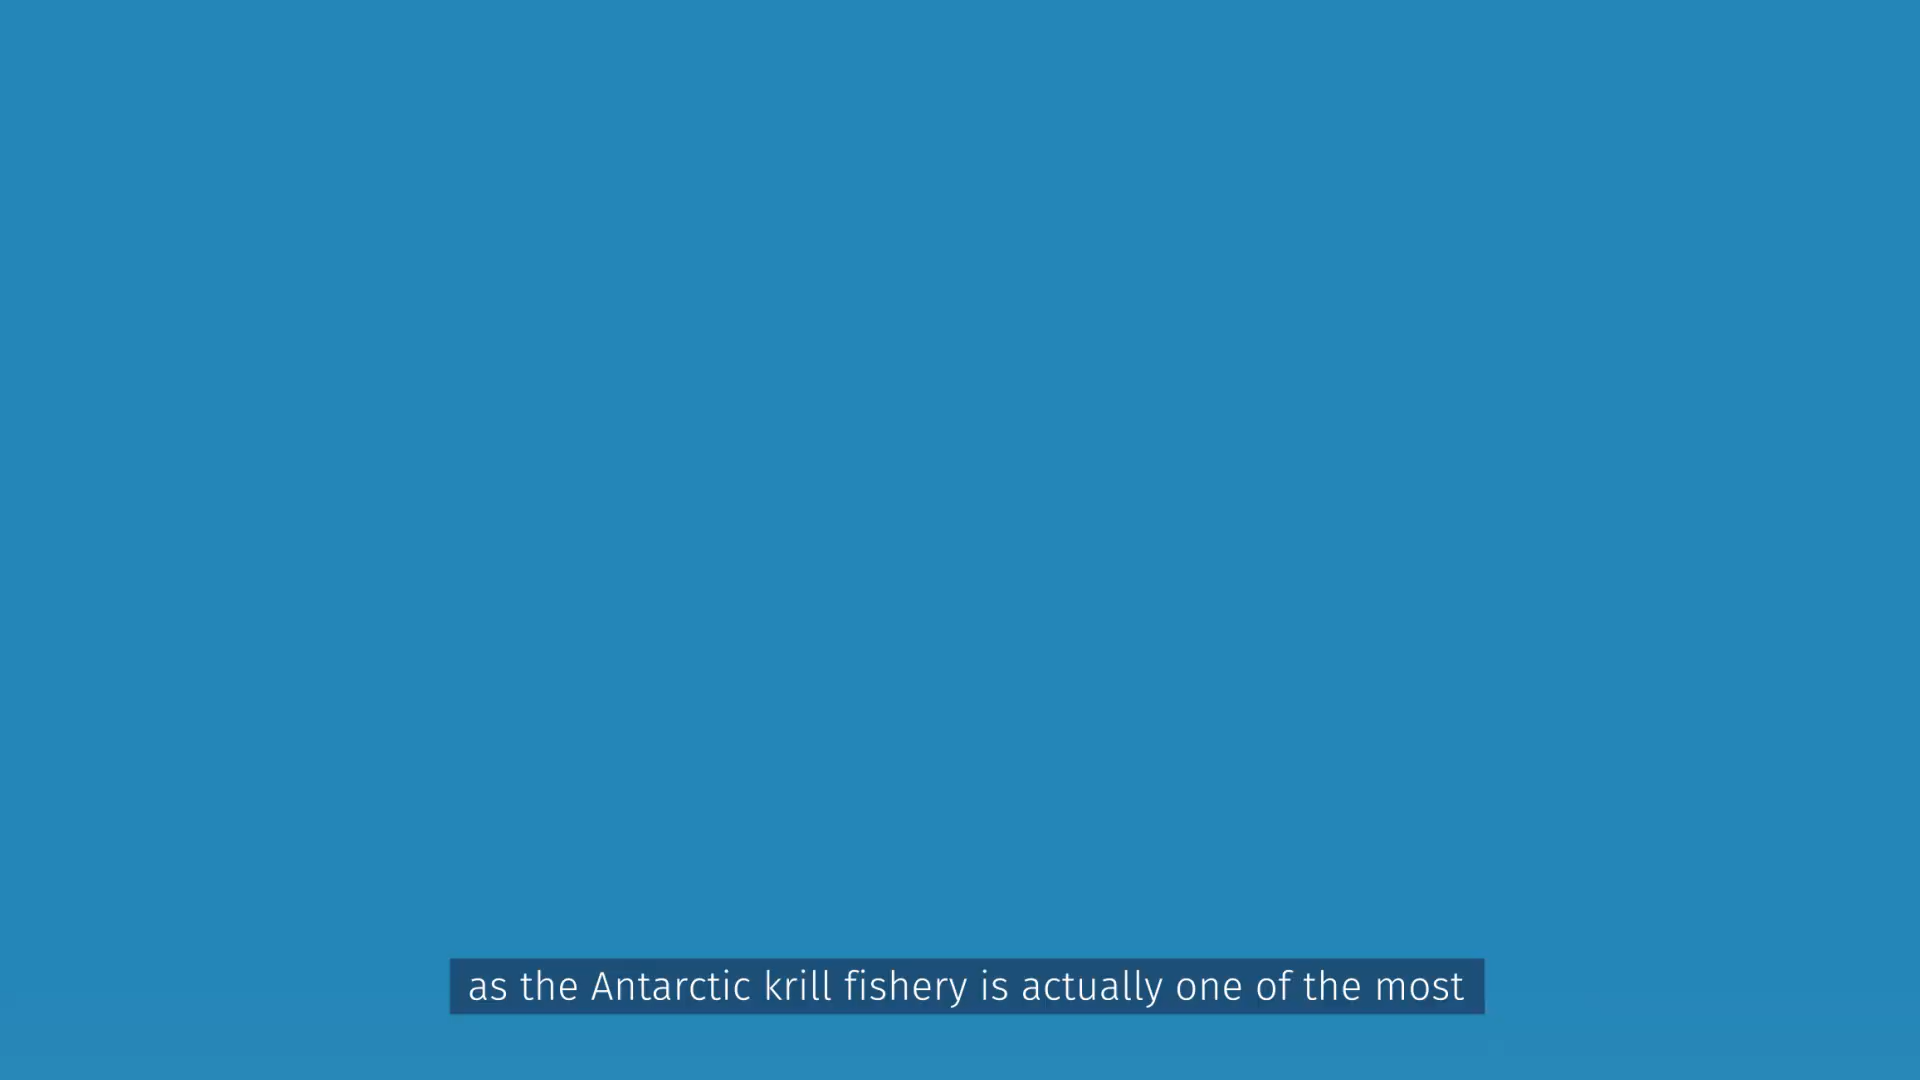 as the Antarctic krill fishery is actually one of the most